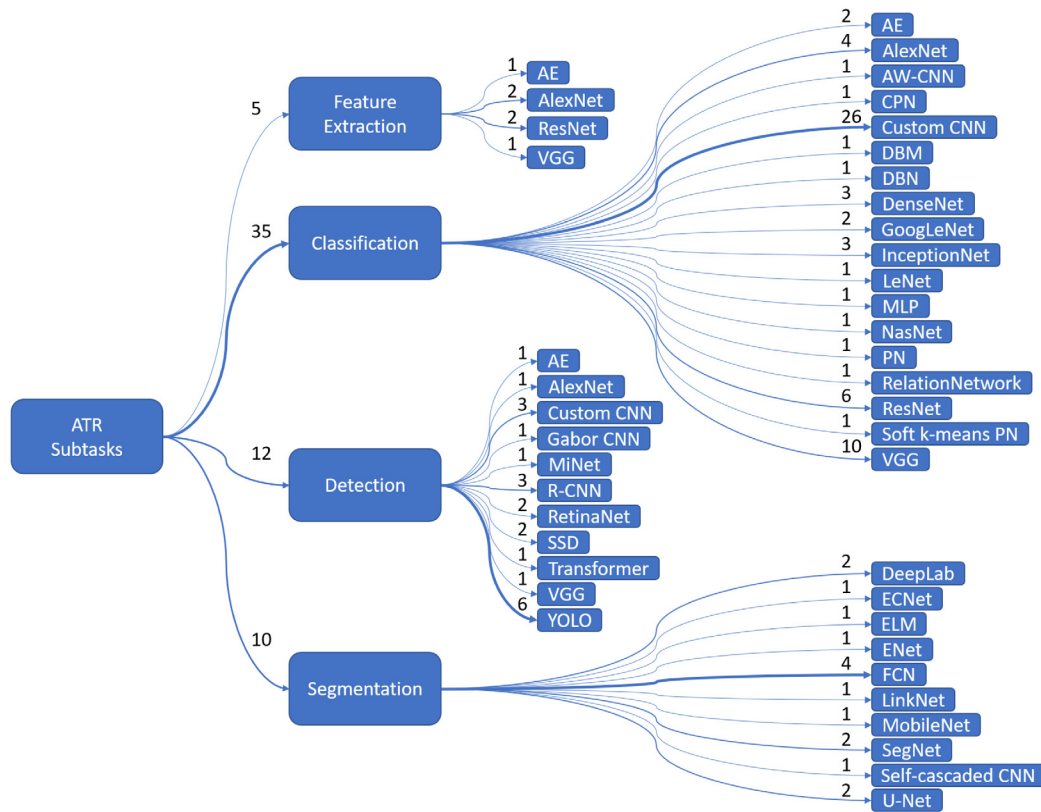 ATR
Subtasks
5
Feature
Extraction
1
AE
2
AlexNet
2
ResNet
1
VGG
35
Classification
2
AE
4
AlexNet
1
AW-CNN
1
CPN
26
Custom CNN
1
DBM
1
DBN
3
DenseNet
2
GoogLeNet
3
InceptionNet
1
LeNet
1
MLP
1
NasNet
1
PN
1
RelationNetwork
6
ResNet
1
Soft k-means PN
10
VGG
12
Detection
1
AE
1
AlexNet
3
Custom CNN
1
Gabor CNN
1
MiNet
3
R-CNN
2
RetinaNet
2
SSD
1
Transformer
1
VGG
6
YOLO
10
Segmentation
2
DeepLab
1
ECNet
1
ELM
1
ENet
4
FCN
1
LinkNet
1
MobileNet
2
SegNet
1
Self-cascaded CNN
2
U-Net